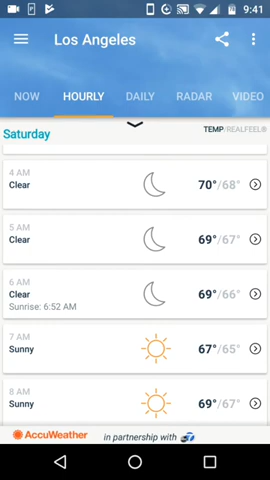 9:41
Los Angeles
NOW HOURLY DAILY RADAR VIDEO
Saturday TEMP/REALFEEL®
4 AM
Clear 70°/68°
5 AM
Clear 69°/67°
6 AM
Clear 69°/66°
Sunrise: 6:52 AM
7 AM
Sunny 67°/65°
8 AM
Sunny 69°/67°
AccuWeather in partnership with 7